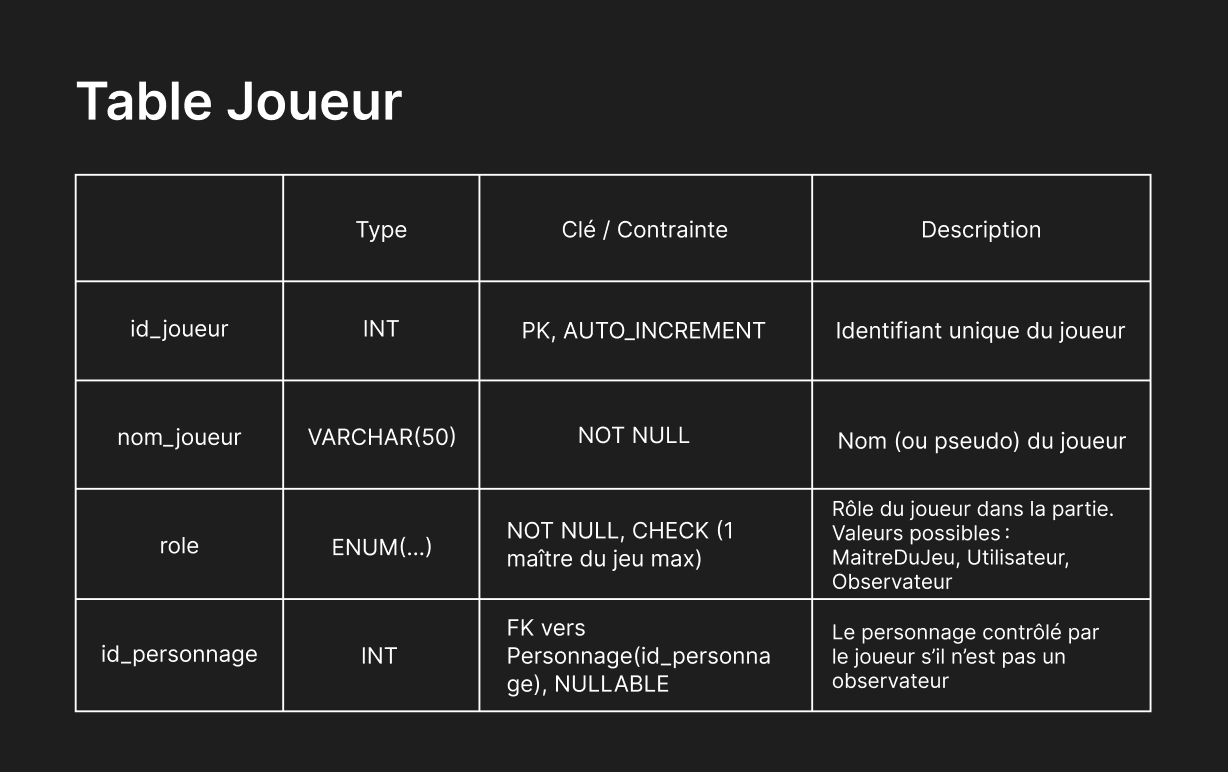 Table Joueur
Type
Clé / Contrainte
Description
id_joueur
INT
PK, AUTO_INCREMENT
Identifiant unique du joueur
nom_joueur
VARCHAR(50)
NOT NULL
Nom (ou pseudo) du joueur
role
ENUM(...)
NOT NULL, CHECK (1
maître du jeu max)
Rôle du joueur dans la partie.
Valeurs possibles :
MaitreDuJeu, Utilisateur,
Observateur
id_personnage
INT
FK vers
Personnage(id_personna
ge), NULLABLE
Le personnage contrôlé par
le joueur s’il n’est pas un
observateur